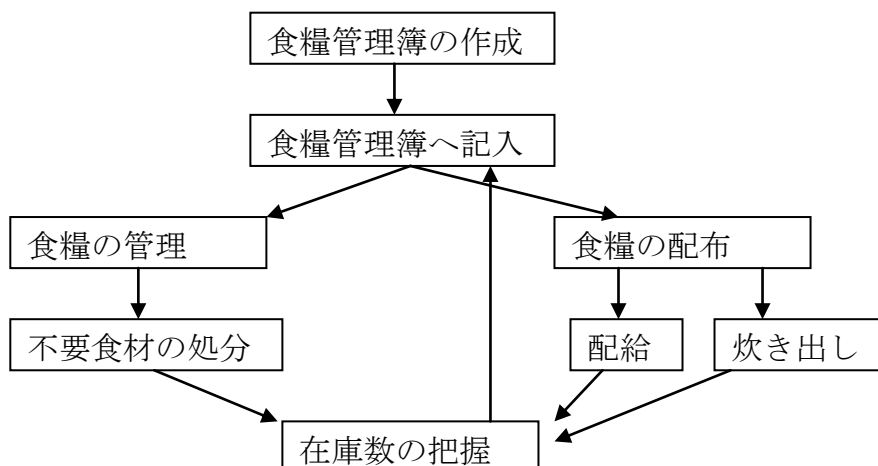 食糧管理簿の作成
食糧管理簿へ記入
食糧の管理
食糧の配布
不要食材の処分
配給
炊き出し
在庫数の把握